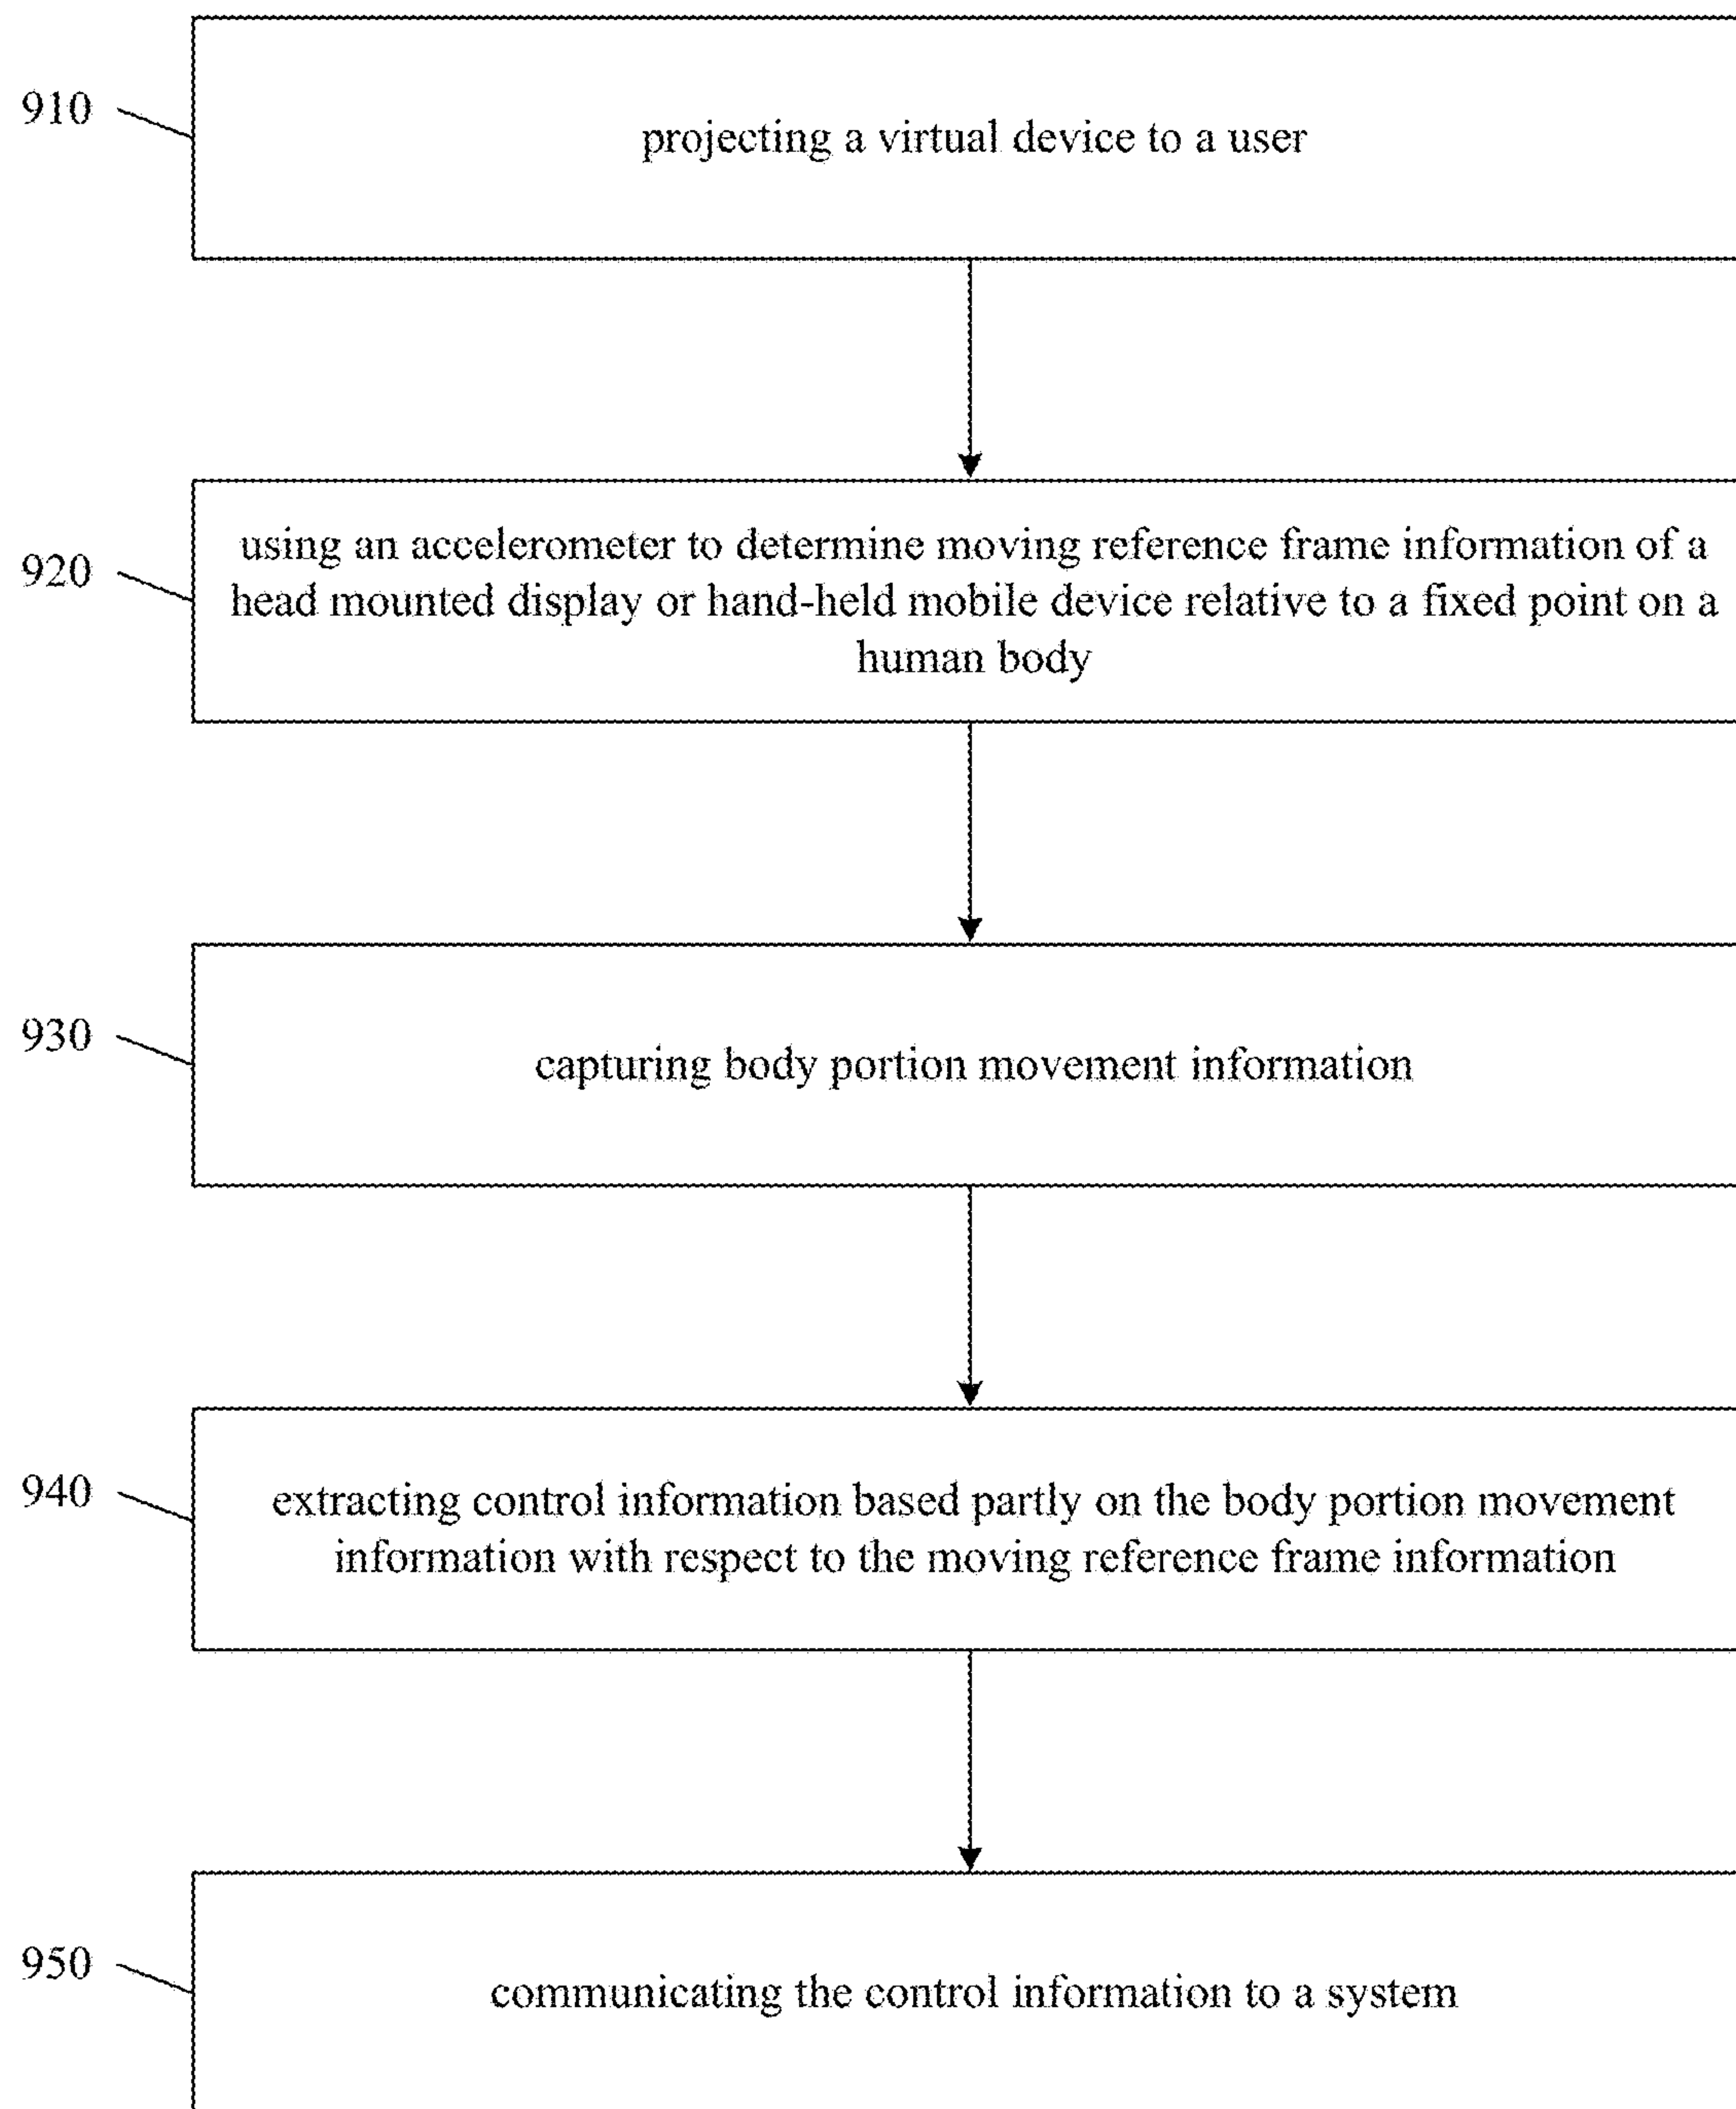 910
projecting a virtual device to a user
920
using an accelerometer to determine moving reference frame information of a
head mounted display or hand-held mobile device relative to a fixed point on a
human body
930
capturing body portion movement information
940
extracting control information based partly on the body portion movement
information with respect to the moving reference frame information
950
communicating the control information to a system